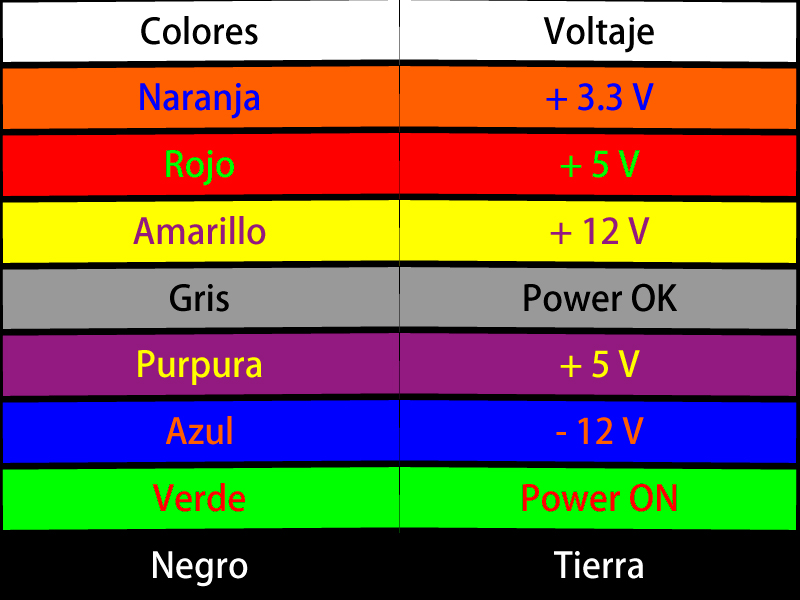 Colores Voltaje
Naranja + 3.3 V
Rojo + 5 V
Amarillo + 12 V
Gris Power OK
Purpura + 5 V
Azul - 12 V
Verde Power ON
Negro Tierra